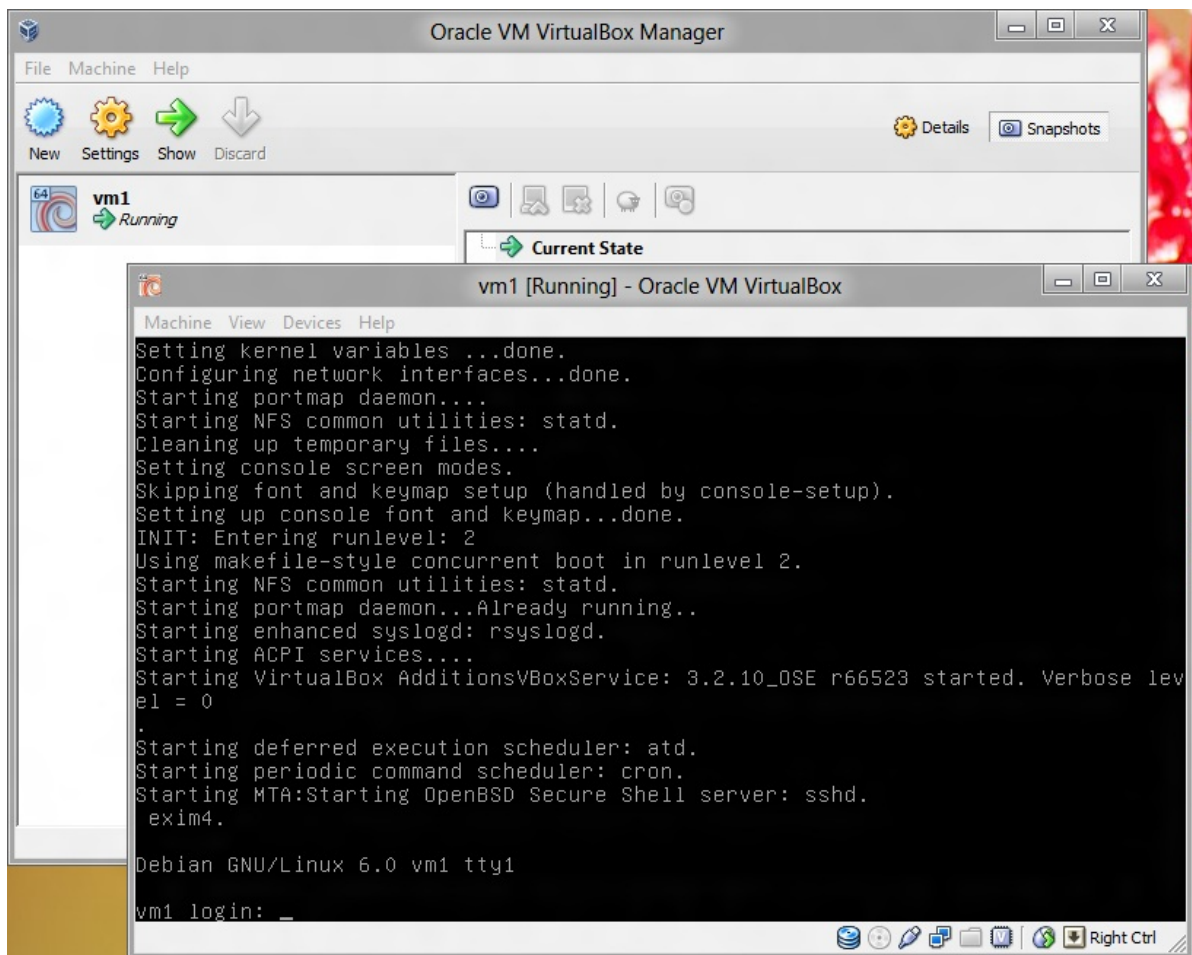 Oracle VM VirtualBox Manager
File Machine Help
New Settings Show Discard
Details Snapshots
64 vm1
Running
Current State
vm1 [Running] - Oracle VM VirtualBox
Machine View Devices Help
Setting kernel variables ...done.
Configuring network interfaces...done.
Starting portmap daemon....
Starting NFS common utilities: statd.
Cleaning up temporary files....
Setting console screen modes.
Skipping font and keymap setup (handled by console-setup).
Setting up console font and keymap...done.
INIT: Entering runlevel: 2
Using makefile-style concurrent boot in runlevel 2.
Starting NFS common utilities: statd.
Starting portmap daemon...Already running..
Starting enhanced syslogd: rsyslogd.
Starting ACPI services....
Starting VirtualBox AdditionsVBoxService: 3.2.10_OSE r66523 started. Verbose lev
el = 0
.
Starting deferred execution scheduler: atd.
Starting periodic command scheduler: cron.
Starting MTA:Starting OpenBSD Secure Shell server: sshd.
 exim4.
Debian GNU/Linux 6.0 vm1 tty1
vm1 login: _
Right Ctrl